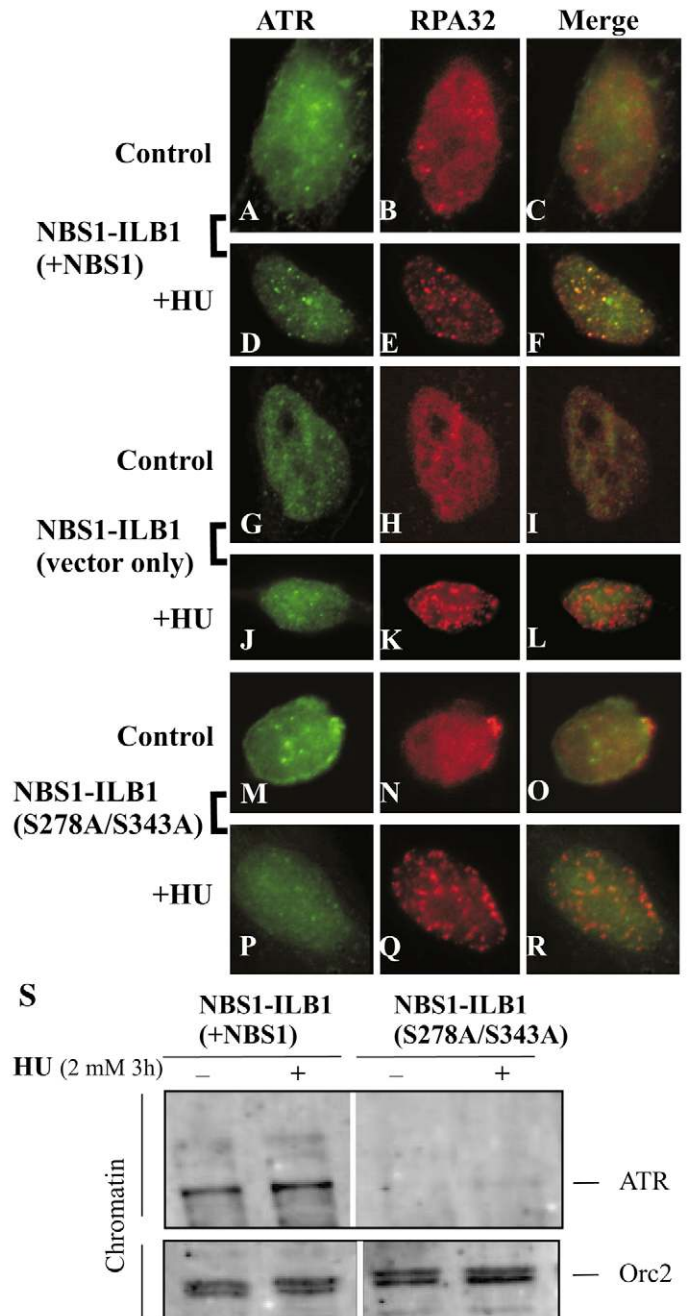 ATR RPA32 Merge
Control
A B C
NBS1-ILB1
(+NBS1)
+HU
D E F
Control
G H I
NBS1-ILB1
(vector only)
+HU
J K L
Control
M N O
NBS1-ILB1
(S278A/S343A)
+HU
P Q R
S
NBS1-ILB1 NBS1-ILB1
(+NBS1) (S278A/S343A)
HU (2 mM 3h) – + – +
Chromatin
ATR
Orc2